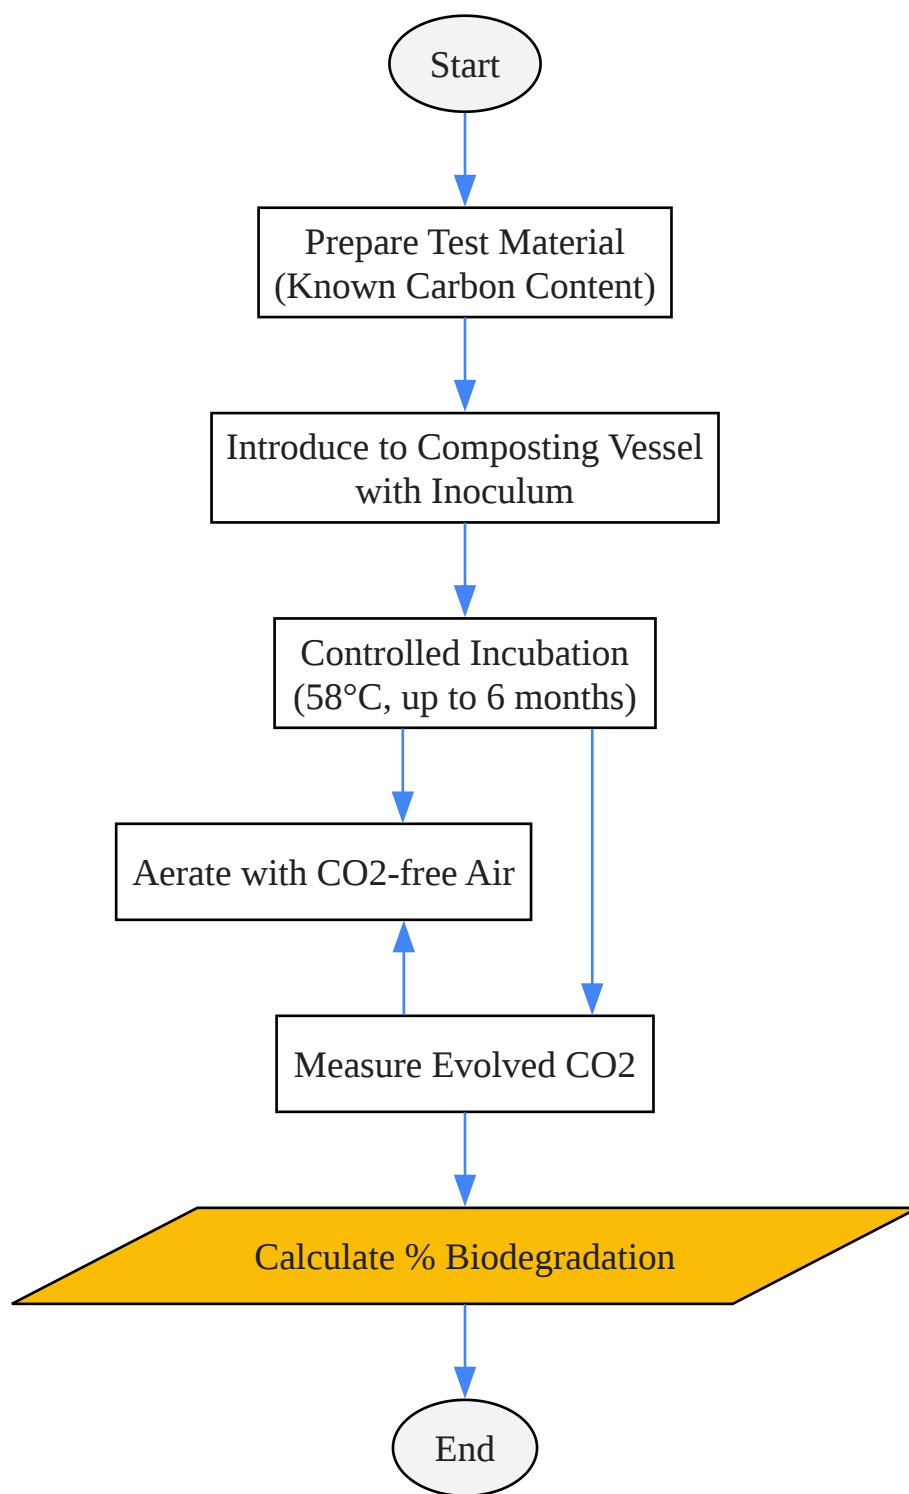 Start
Prepare Test Material
(Known Carbon Content)
Introduce to Composting Vessel
with Inoculum
Controlled Incubation
(58°C, up to 6 months)
Aerate with CO2-free Air
Measure Evolved CO2
Calculate % Biodegradation
End